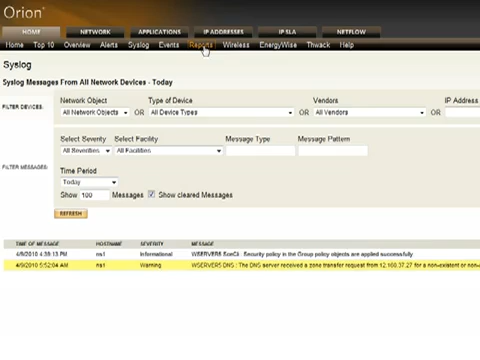 Orion
HOME NETWORK APPLICATIONS IP ADDRESSES IP SLA NETFLOW
Home Top 10 Overview Alerts Syslog Events Reports Wireless EnergyWise Thwack Help
Syslog
Syslog Messages From All Network Devices - Today
Network Object Type of Device Vendors IP Address
FILTER DEVICES: All Network Objects OR All Device Types OR All Vendors OR
Select Severity Select Facility Message Type Message Pattern
All Severities All Facilities
FILTER MESSAGES: Time Period
Today
Show 100 Messages Show cleared Messages
REFRESH
TIME OF MESSAGE HOSTNAME SEVERITY MESSAGE
4/9/2010 4:38:13 PM ns1 Informational WSERVER5 SceCli : Security policy in the Group policy objects are applied successfully
4/9/2010 5:52:04 AM ns1 Warning WSERVER5 DNS : The DNS server received a zone transfer request from 12.169.37.27 for a non-existent or non-